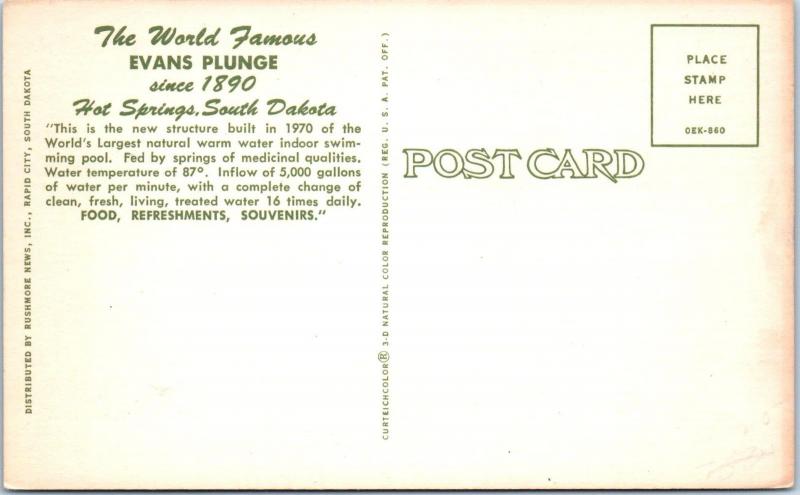 The World Famous
EVANS PLUNGE
since 1890
Hot Springs, South Dakota
"This is the new structure built in 1970 of the
World's Largest natural warm water indoor swim-
ming pool. Fed by springs of medicinal qualities.
Water temperature of 87°. Inflow of 5,000 gallons
of water per minute, with a complete change of
clean, fresh, living, treated water 16 times daily.
FOOD, REFRESHMENTS, SOUVENIRS."
DISTRIBUTED BY RUSHMORE NEWS, INC., RAPID CITY, SOUTH DAKOTA
CURTEICHCOLOR® 3-D NATURAL COLOR REPRODUCTION (REG. U. S. A. PAT. OFF.)
POST CARD
PLACE
STAMP
HERE
OEK-860